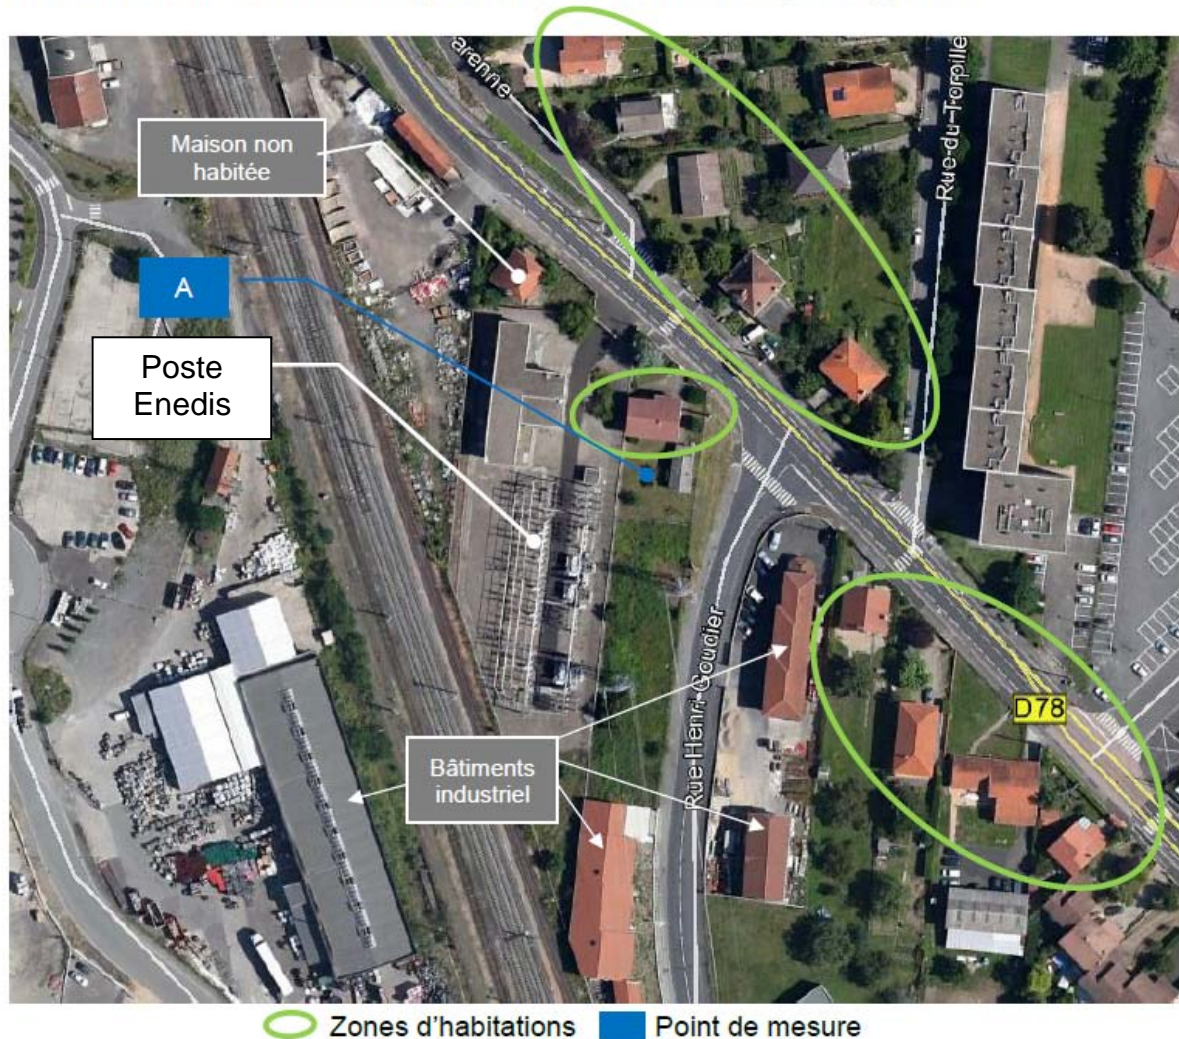 arenne
Rue du Torpille
Maison non
habitée
A
Poste
Enedis
D78
Rue Henri Goudier
Bâtiments
industriel
Zones d'habitations
Point de mesure